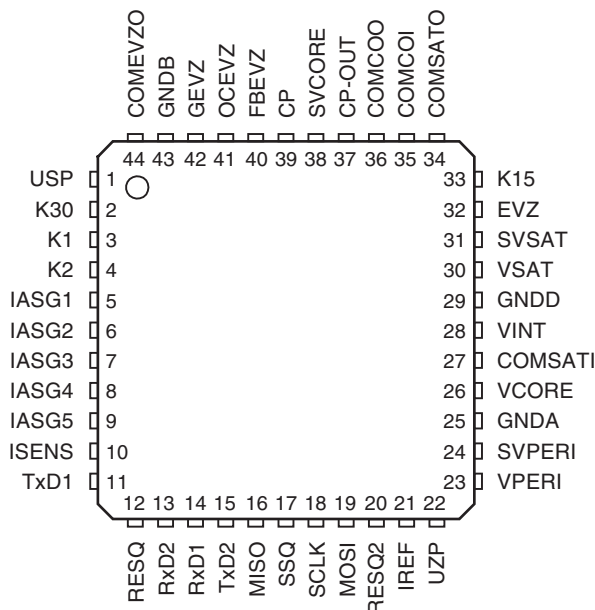 COMEVZO GNDB GEVZ OCEVZ FBEVZ CP SVCORE CP-OUT COMCOO COMCOI COMSATO
44 43 42 41 40 39 38 37 36 35 34
USP 1 33 K15
K30 2 32 EVZ
K1 3 31 SVSAT
K2 4 30 VSAT
IASG1 5 29 GNDD
IASG2 6 28 VINT
IASG3 7 27 COMSATI
IASG4 8 26 VCORE
IASG5 9 25 GNDA
ISENS 10 24 SVPERI
TxD1 11 23 VPERI
12 13 14 15 16 17 18 19 20 21 22
RESQ RxD2 RxD1 TxD2 MISO SSQ SCLK MOSI RESQ2 IREF UZP